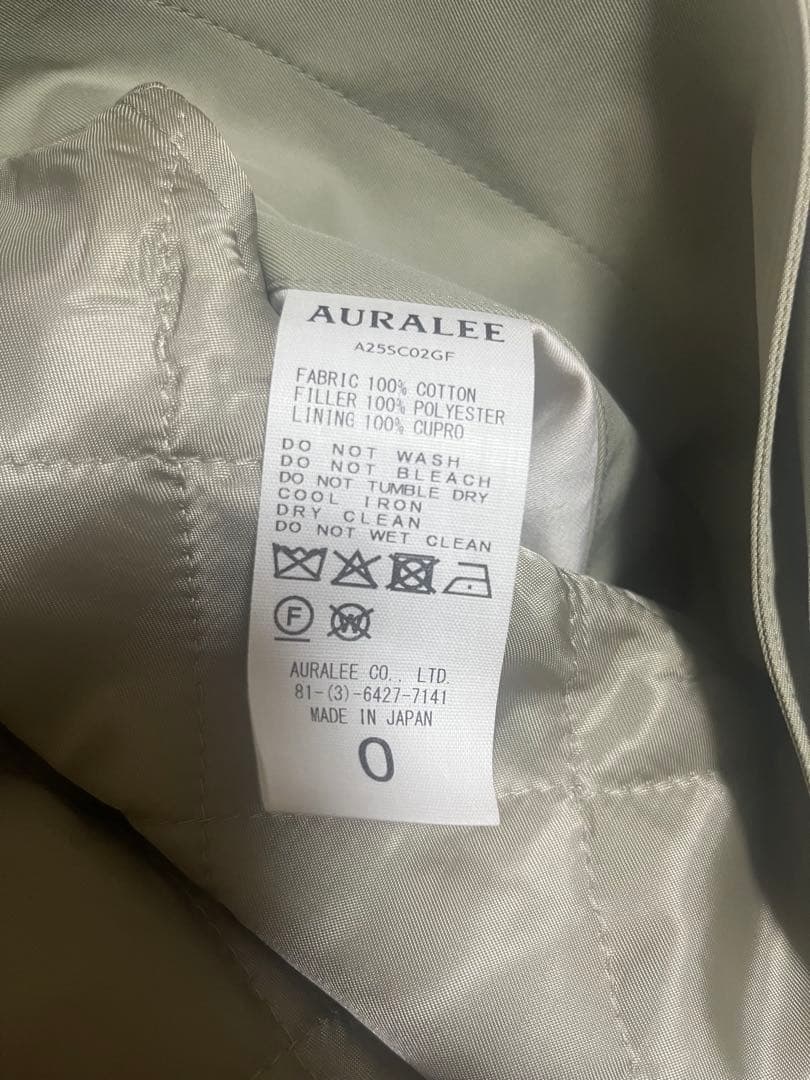 AURALEE
A25SC02GF
FABRIC 100% COTTON
FILLER 100% POLYESTER
LINING 100% CUPRO
DO NOT WASH
DO NOT BLEACH
DO NOT TUMBLE DRY
COOL IRON
DRY CLEAN
DO NOT WET CLEAN
F W
AURALEE CO., LTD.
81-(3)-6427-7141
MADE IN JAPAN
0